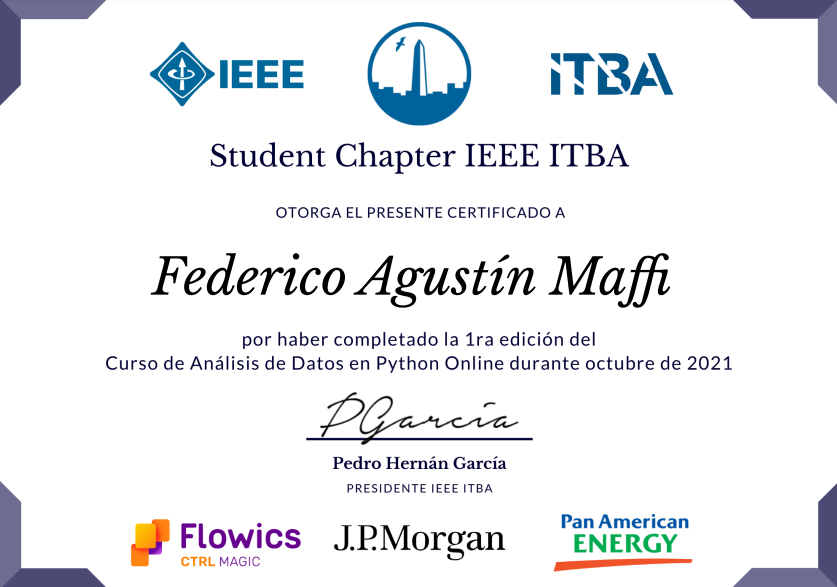 IEEE
ITBA
Student Chapter IEEE ITBA
OTORGA EL PRESENTE CERTIFICADO A
Federico Agustín Maffi
por haber completado la 1ra edición del
Curso de Análisis de Datos en Python Online durante octubre de 2021
PGarcía
Pedro Hernán García
PRESIDENTE IEEE ITBA
Flowics
CTRL MAGIC
J.P.Morgan
Pan American
ENERGY